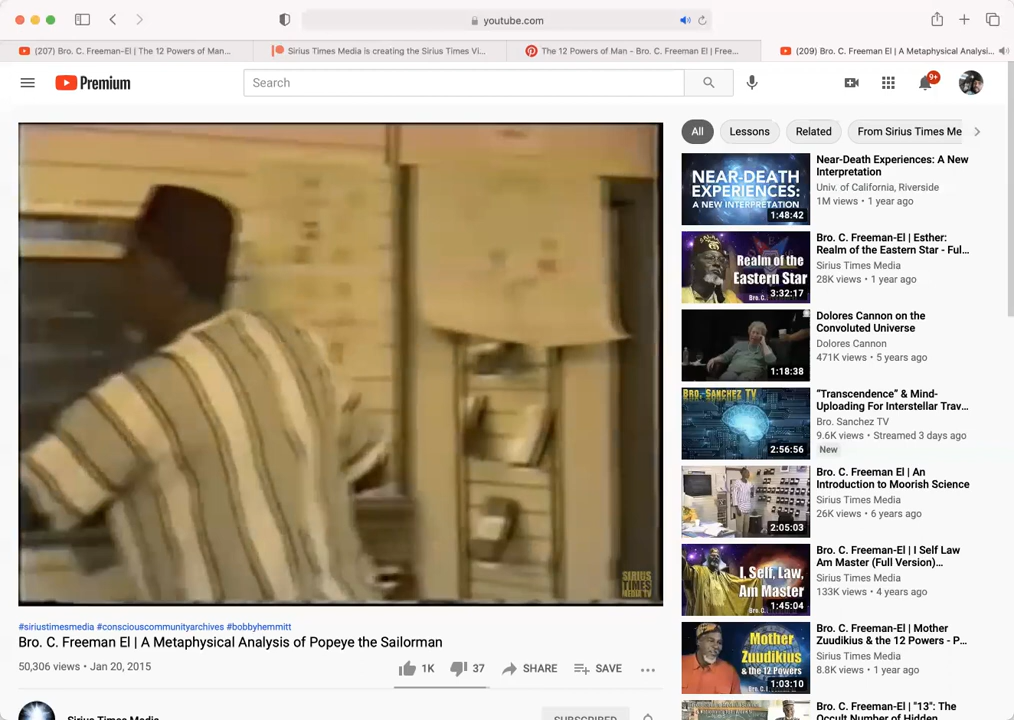 youtube.com
(207) Bro. C. Freeman-El | The 12 Powers of Man...
Sirius Times Media is creating the Sirius Times Vi...
The 12 Powers of Man - Bro. C. Freeman El | Free...
(209) Bro. C. Freeman El | A Metaphysical Analysi...
Premium
Search
9+
All
Lessons
Related
From Sirius Times Me
SIRIUS
TIMES
MEDIA TV
#siriustimesmedia #consciouscommunityarchives #bobbyhemmitt
Bro. C. Freeman El | A Metaphysical Analysis of Popeye the Sailorman
50,306 views • Jan 20, 2015
1K
37
SHARE
SAVE
Sirius Times Media
SUBSCRIBED
NEAR-DEATH
EXPERIENCES:
A NEW INTERPRETATION
1:48:42
Near-Death Experiences: A New
Interpretation
Univ. of California, Riverside
1M views • 1 year ago
Realm of the
Eastern Star
Bro. C.
3:32:17
Bro. C. Freeman-El | Esther:
Realm of the Eastern Star - Ful...
Sirius Times Media
28K views • 1 year ago
1:18:38
Dolores Cannon on the
Convoluted Universe
Dolores Cannon
471K views • 5 years ago
BRO. SANCHEZ TV
2:56:56
“Transcendence” & Mind-
Uploading For Interstellar Trav...
Bro. Sanchez TV
9.6K views • Streamed 3 days ago
New
2:05:03
Bro. C. Freeman El | An
Introduction to Moorish Science
Sirius Times Media
26K views • 6 years ago
I, Self, Law,
Am Master
1:45:04
Bro. C. Freeman-El | I Self Law
Am Master (Full Version)...
Sirius Times Media
133K views • 4 years ago
Mother
Zuudikius
& the 12 Powers
1:03:10
Bro. C. Freeman-El | Mother
Zuudikius & the 12 Powers - P...
Sirius Times Media
8.8K views • 1 year ago
Bro. C. Freeman El | "13": The
Occult Number of Hidden